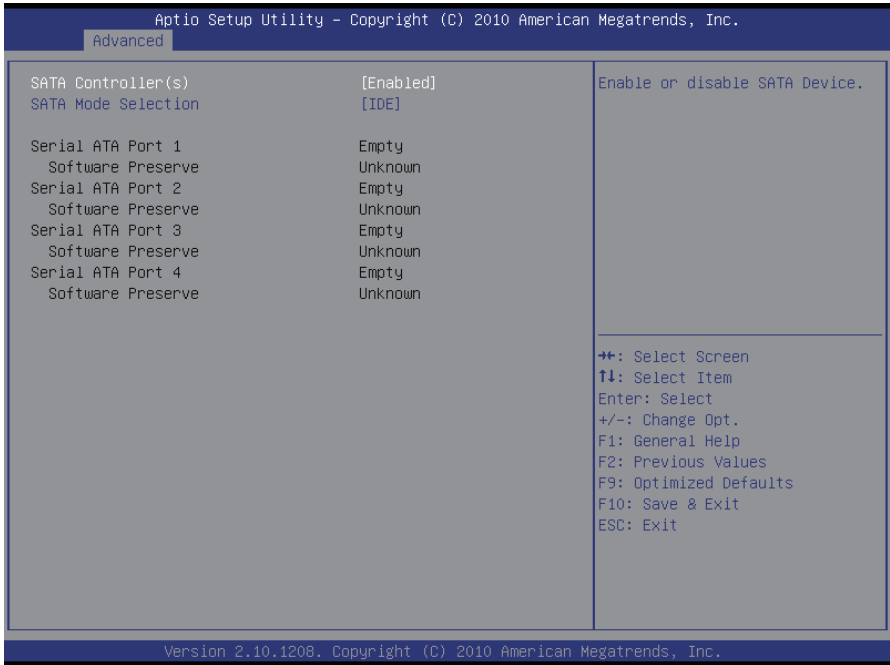 Aptio Setup Utility – Copyright (C) 2010 American Megatrends, Inc.
Advanced
SATA Controller(s) [Enabled]
SATA Mode Selection [IDE]
Serial ATA Port 1 Empty
Software Preserve Unknown
Serial ATA Port 2 Empty
Software Preserve Unknown
Serial ATA Port 3 Empty
Software Preserve Unknown
Serial ATA Port 4 Empty
Software Preserve Unknown
Enable or disable SATA Device.
→←: Select Screen
↑↓: Select Item
Enter: Select
+/-: Change Opt.
F1: General Help
F2: Previous Values
F9: Optimized Defaults
F10: Save & Exit
ESC: Exit
Version 2.10.1208. Copyright (C) 2010 American Megatrends, Inc.